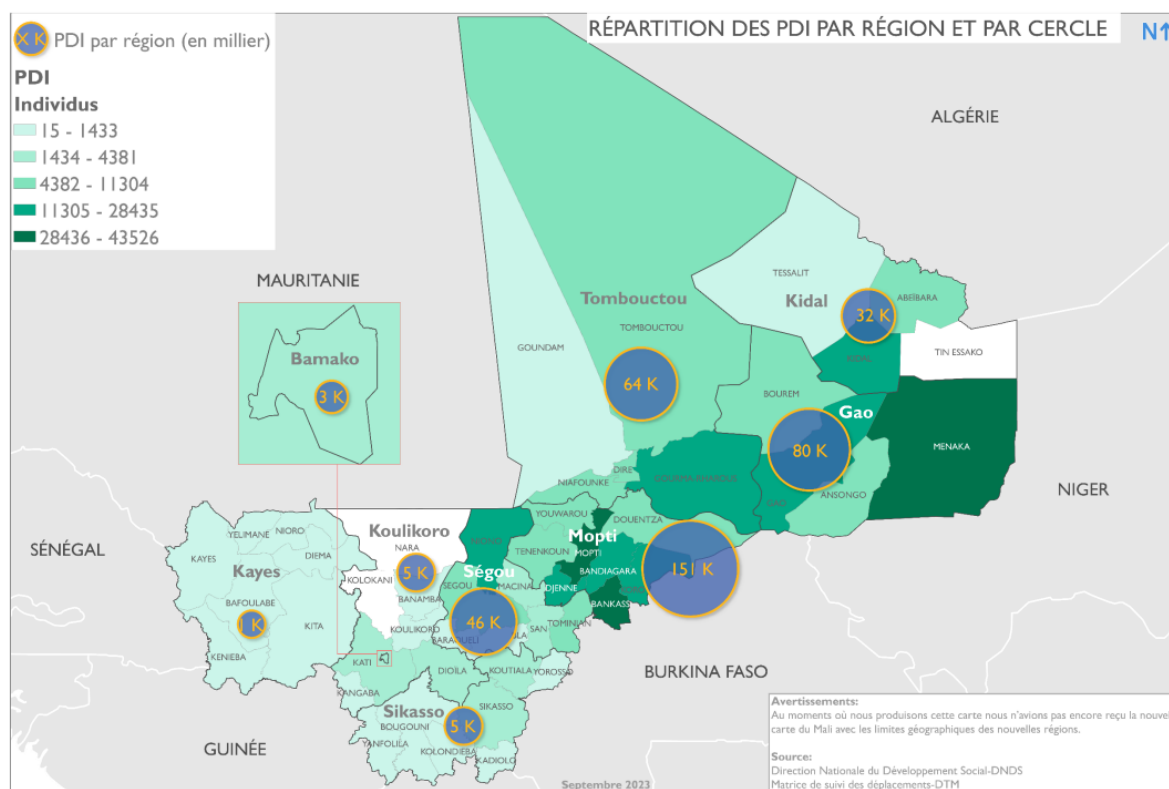 RÉPARTITION DES PDI PAR RÉGION ET PAR CERCLE
N↑
X K PDI par région (en millier)
PDI
Individus
15 - 1433
1434 - 4381
4382 - 11304
11305 - 28435
28436 - 43526
ALGÉRIE
MAURITANIE
Bamako
3 K
Tombouctou
TOMBOUCTOU
GOUNDAM
64 K
TESSALIT
Kidal
ABEÏBARA
32 K
KIDAL
TIN ESSAKO
BOUREM
Gao
80 K
MENAKA
GAO
ANSONGO
NIGER
DIRE
GOURMA-RHAROUS
NIAFOUNKE
YOUWAROU
DOUENTZA
Mopti
MOPTI
TENENKOUN
BANDIAGARA
151 K
DJENNE
BANKASS
SÉNÉGAL
KAYES
YELIMANE
NIORO
DIEMA
Kayes
BAFOULABE
1 K
KITA
KENIEBA
Koulikoro
NARA
5 K
KOLOKANI
BANAMBA
KOULIKORO
KATI
KANGABA
DIOÏLA
NIONO
Ségou
SEGOU
MACINA
46 K
SAN
TOMINIAN
KOUTIALA
YOROSSO
Sikasso
SIKASSO
5 K
BOUGOUNI
YANFOLILA
KOLONDIEBA
KADIOLO
BURKINA FASO
GUINÉE
Septembre 2023
Avertissements:
Au moments où nous produisons cette carte nous n'avions pas encore reçu la nouvel
carte du Mali avec les limites géographiques des nouvelles régions.
Source:
Direction Nationale du Développement Social-DNDS
Matrice de suivi des déplacements-DTM